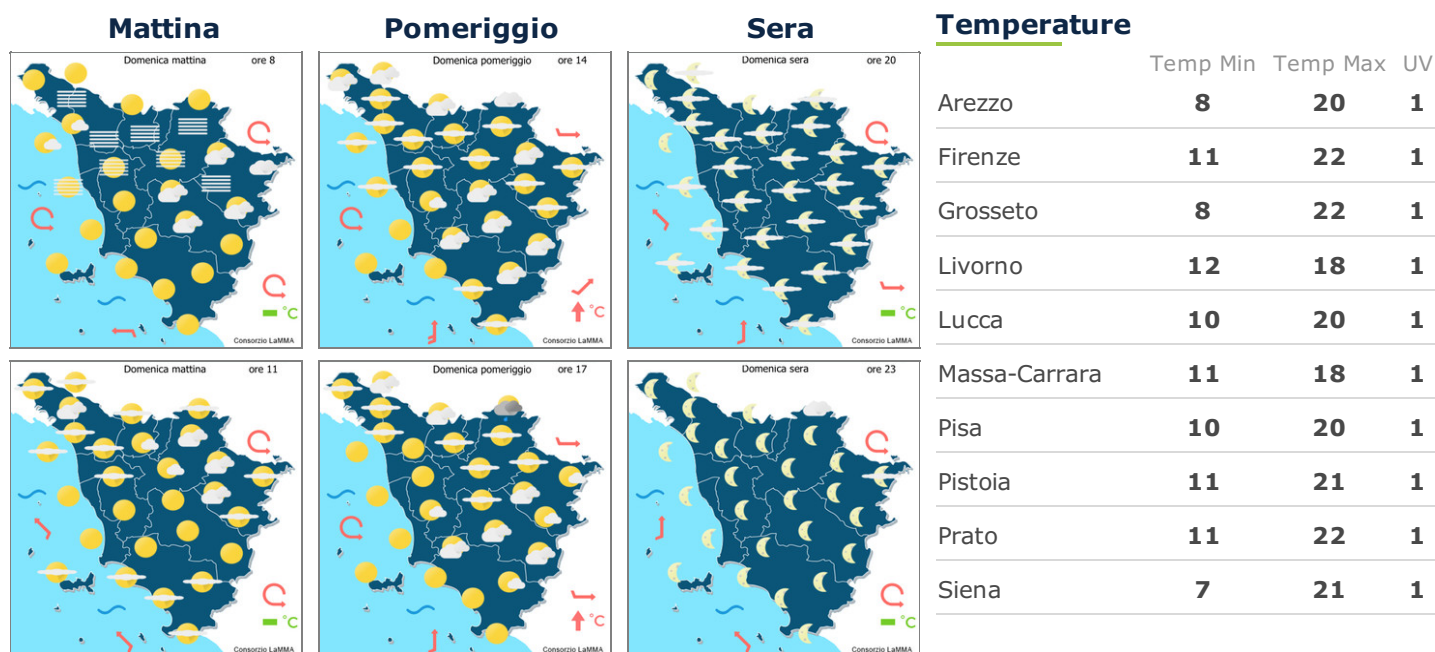 Mattina
Domenica mattina ore 8
°C
Consorzio LaMMA
Domenica mattina ore 11
°C
Consorzio LaMMA
Pomeriggio
Domenica pomeriggio ore 14
°C
Consorzio LaMMA
Domenica pomeriggio ore 17
°C
Consorzio LaMMA
Sera
Domenica sera ore 20
°C
Consorzio LaMMA
Domenica sera ore 23
°C
Consorzio LaMMA
Temperature
Temp Min Temp Max UV
Arezzo 8 20 1
Firenze 11 22 1
Grosseto 8 22 1
Livorno 12 18 1
Lucca 10 20 1
Massa-Carrara 11 18 1
Pisa 10 20 1
Pistoia 11 21 1
Prato 11 22 1
Siena 7 21 1